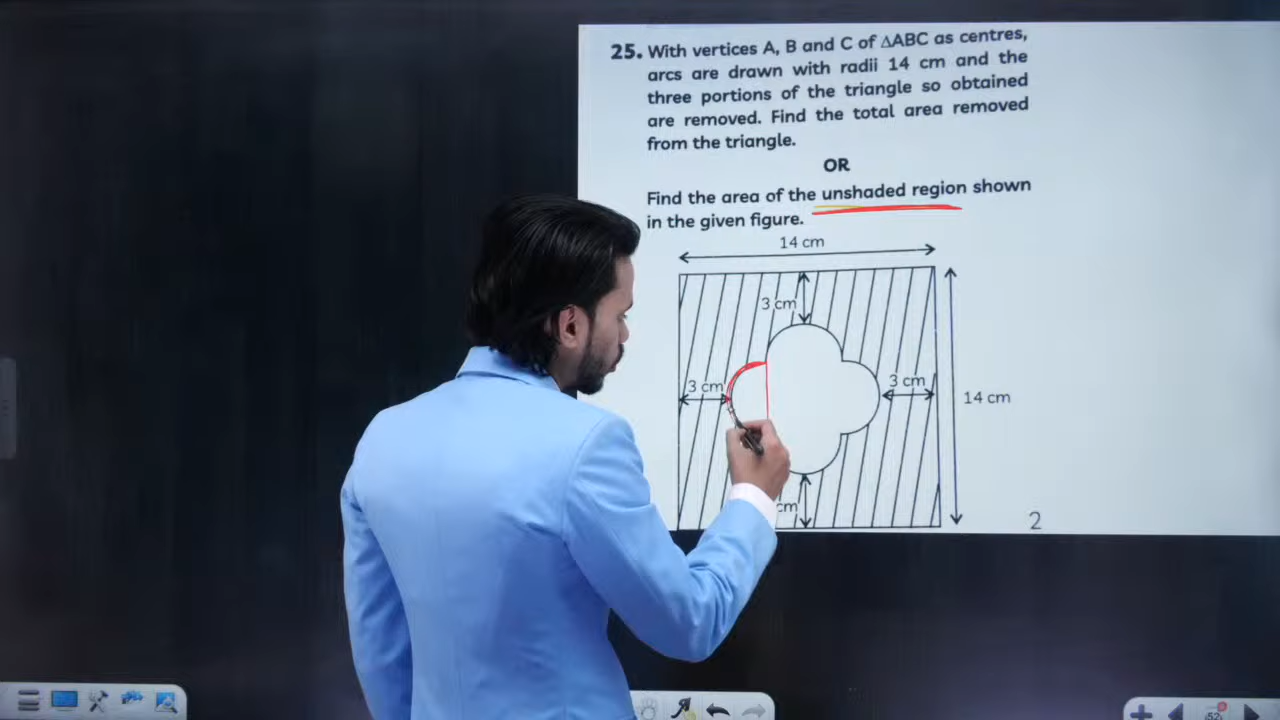 25. With vertices A, B and C of ∆ABC as centres,
arcs are drawn with radii 14 cm and the
three portions of the triangle so obtained
are removed. Find the total area removed
from the triangle.
OR
Find the area of the unshaded region shown
in the given figure.
14 cm
3 cm
3 cm
3 cm
14 cm
cm
2